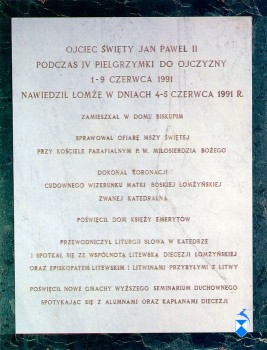 OJCIEC ŚWIĘTY JAN PAWEŁ II
PODCZAS IV PIELGRZYMKI DO OJCZYZNY
1-9 CZERWCA 1991
NAWIEDZIŁ ŁOMŻĘ W DNIACH 4-5 CZERWCA 1991 R.
ZAMIESZKAŁ W DOMU BISKUPIM
SPRAWOWAŁ OFIARĘ MSZY ŚWIĘTEJ
PRZY KOŚCIELE PARAFIALNYM P.W. MIŁOSIERDZIA BOŻEGO
DOKONAŁ KORONACJI
CUDOWNEGO WIZERUNKU MATKI BOSKIEJ ŁOMŻYŃSKIEJ
ZWANEJ KATEDRALNĄ
POŚWIĘCIŁ DOM KSIĘŻY EMERYTÓW
PRZEWODNICZYŁ LITURGII SŁOWA W KATEDRZE
I SPOTKAŁ SIĘ ZE WSPÓLNOTĄ LITEWSKĄ DIECEZJI ŁOMŻYŃSKIEJ
ORAZ EPISKOPATEM LITEWSKIM I LITWINAMI PRZYBYŁYMI Z LITWY
POŚWIĘCIŁ NOWE GMACHY WYŻSZEGO SEMINARIUM DUCHOWNEGO
SPOTYKAJĄC SIĘ Z ALUMNAMI ORAZ KAPŁANAMI DIECEZJI